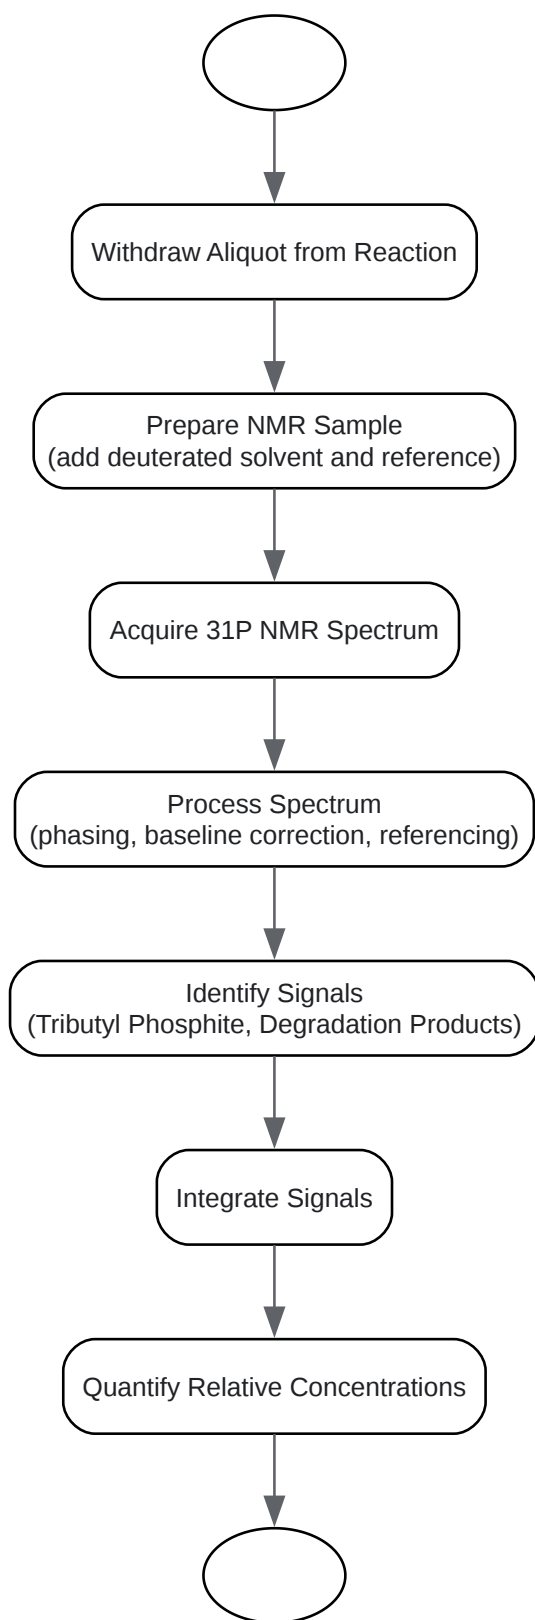 Withdraw Aliquot from Reaction
Prepare NMR Sample
(add deuterated solvent and reference)
Acquire 31P NMR Spectrum
Process Spectrum
(phasing, baseline correction, referencing)
Identify Signals
(Tributyl Phosphite, Degradation Products)
Integrate Signals
Quantify Relative Concentrations